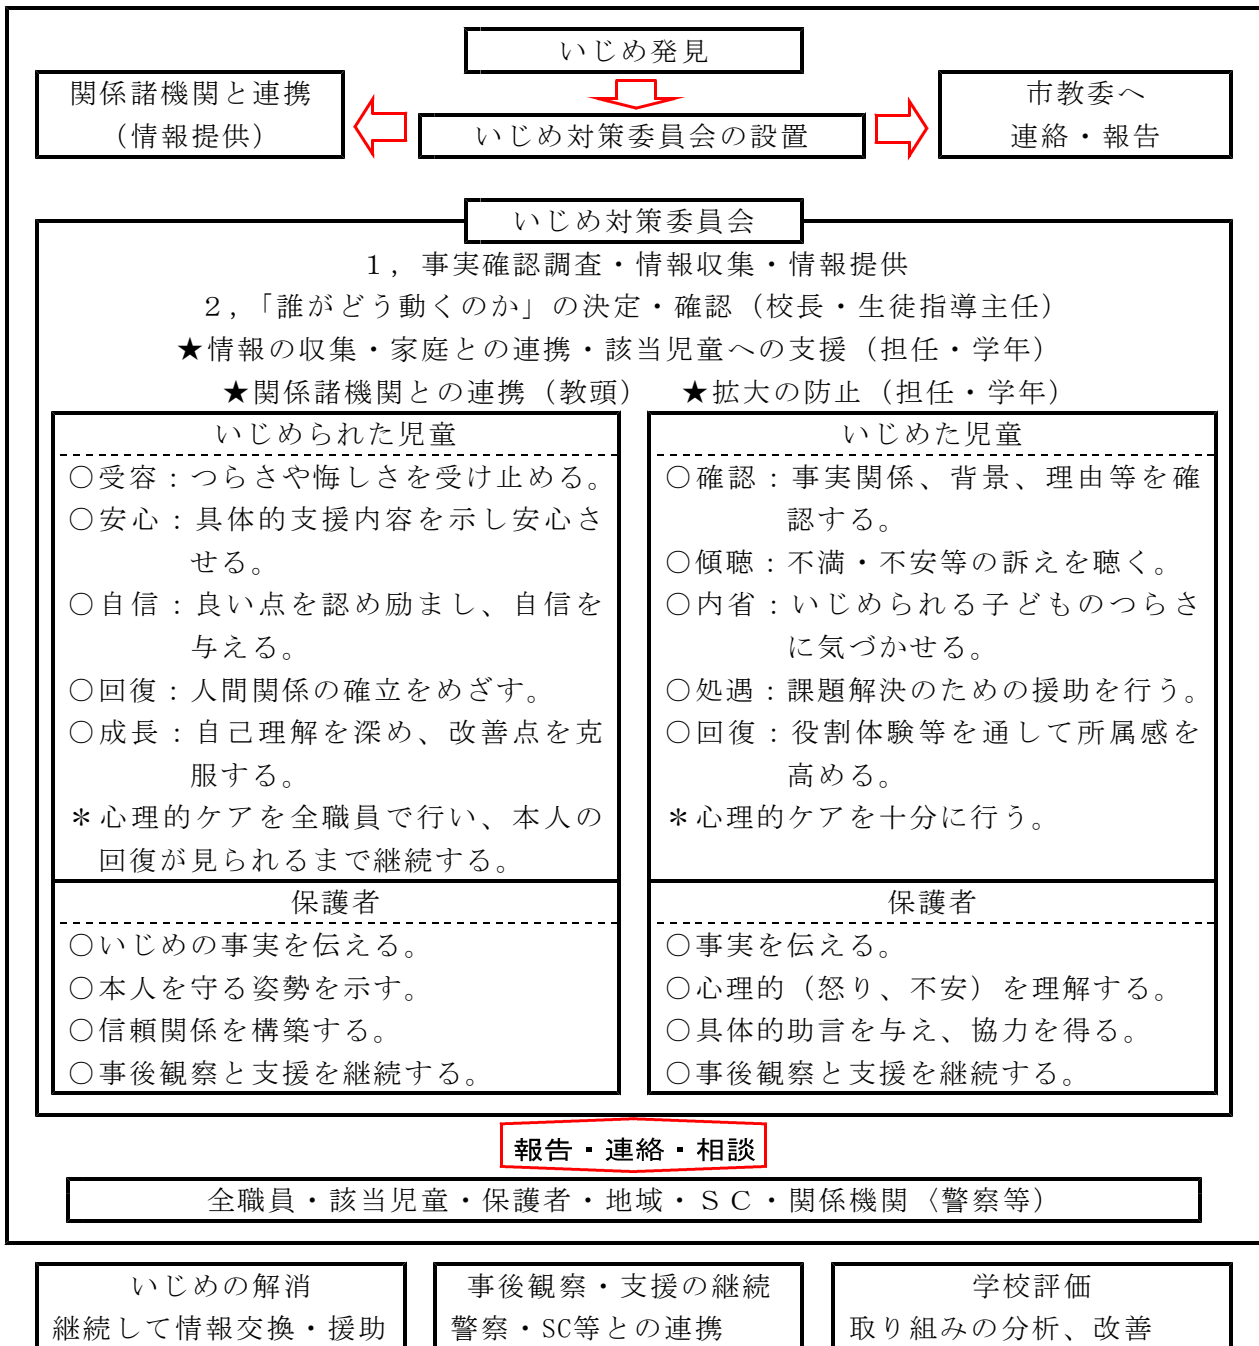 いじめ発見
関係諸機関と連携
（情報提供）
いじめ対策委員会の設置
市教委へ
連絡・報告
いじめ対策委員会
１，事実確認調査・情報収集・情報提供
２，「誰がどう動くのか」の決定・確認（校長・生徒指導主任）
★情報の収集・家庭との連携・該当児童への支援（担任・学年）
★関係諸機関との連携（教頭）　★拡大の防止（担任・学年）
いじめられた児童
○受容：つらさや悔しさを受け止める。
○安心：具体的支援内容を示し安心さ
せる。
○自信：良い点を認め励まし、自信を
与える。
○回復：人間関係の確立をめざす。
○成長：自己理解を深め、改善点を克
服する。
＊心理的ケアを全職員で行い、本人の
回復が見られるまで継続する。
保護者
○いじめの事実を伝える。
○本人を守る姿勢を示す。
○信頼関係を構築する。
○事後観察と支援を継続する。
いじめた児童
○確認：事実関係、背景、理由等を確
認する。
○傾聴：不満・不安等の訴えを聴く。
○内省：いじめられる子どものつらさ
に気づかせる。
○処遇：課題解決のための援助を行う。
○回復：役割体験等を通して所属感を
高める。
＊心理的ケアを十分に行う。
保護者
○事実を伝える。
○心理的（怒り、不安）を理解する。
○具体的助言を与え、協力を得る。
○事後観察と支援を継続する。
報告・連絡・相談
全職員・該当児童・保護者・地域・ＳＣ・関係機関〈警察等）
いじめの解消
継続して情報交換・援助
事後観察・支援の継続
警察・SC等との連携
学校評価
取り組みの分析、改善